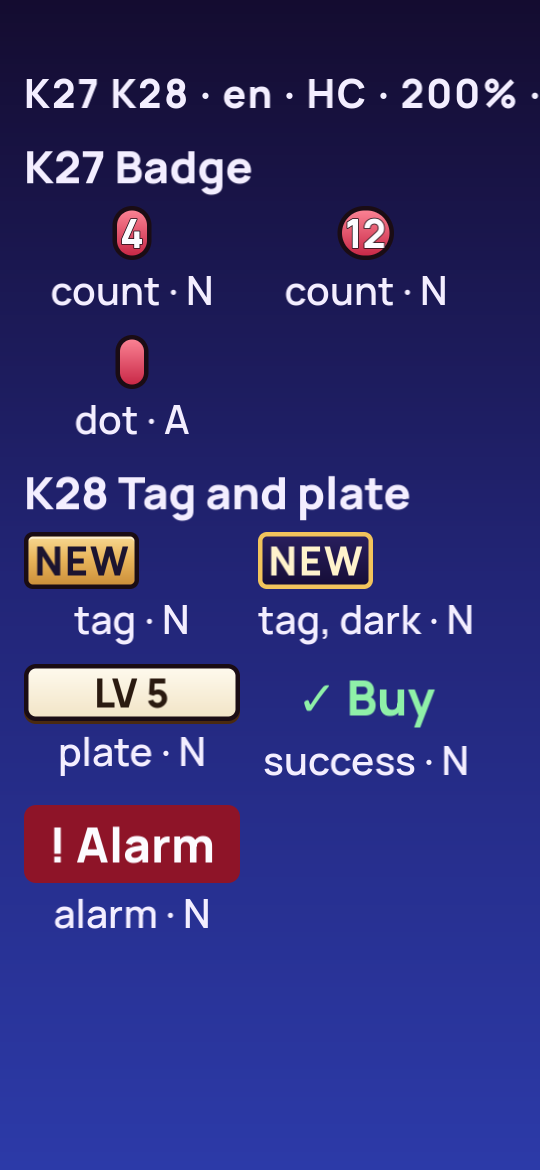 K27 K28 · en · HC · 200% ·
K27 Badge
4 12
count · N count · N
dot · A
K28 Tag and plate
NEW NEW
tag · N tag, dark · N
LV 5 ✓ Buy
plate · N success · N
! Alarm
alarm · N